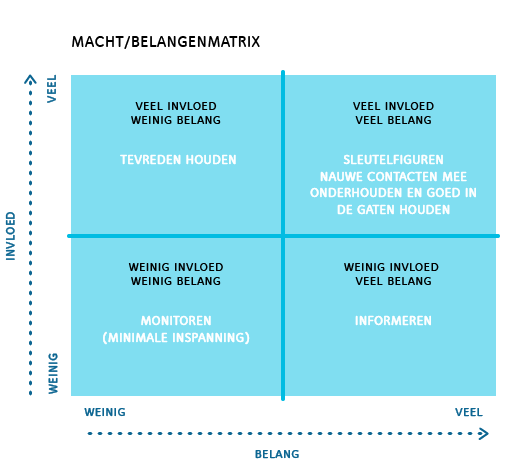 MACHT/BELANGENMATRIX
VEEL
INVLOED
WEINIG
VEEL INVLOED
WEINIG BELANG
TEVREDEN HOUDEN
VEEL INVLOED
VEEL BELANG
SLEUTELFIGUREN
NAUWE CONTACTEN MEE
ONDERHOUDEN EN GOED IN
DE GATEN HOUDEN
WEINIG INVLOED
WEINIG BELANG
MONITOREN
(MINIMALE INSPANNING)
WEINIG INVLOED
VEEL BELANG
INFORMEREN
WEINIG
VEEL
BELANG